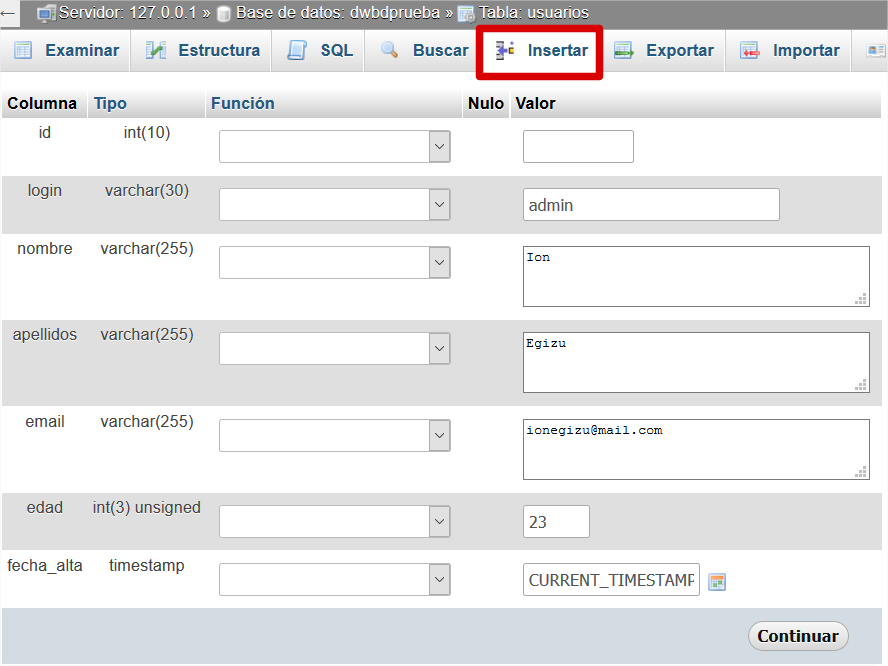 ← Servidor: 127.0.0.1 » Base de datos: dwbdprueba » Tabla: usuarios
Examinar Estructura SQL Buscar Insertar Exportar Importar
Columna Tipo Función Nulo Valor
id int(10)
login varchar(30) admin
nombre varchar(255) Ion
apellidos varchar(255) Egizu
email varchar(255) ionegizu@mail.com
edad int(3) unsigned 23
fecha_alta timestamp CURRENT_TIMESTAMP
Continuar